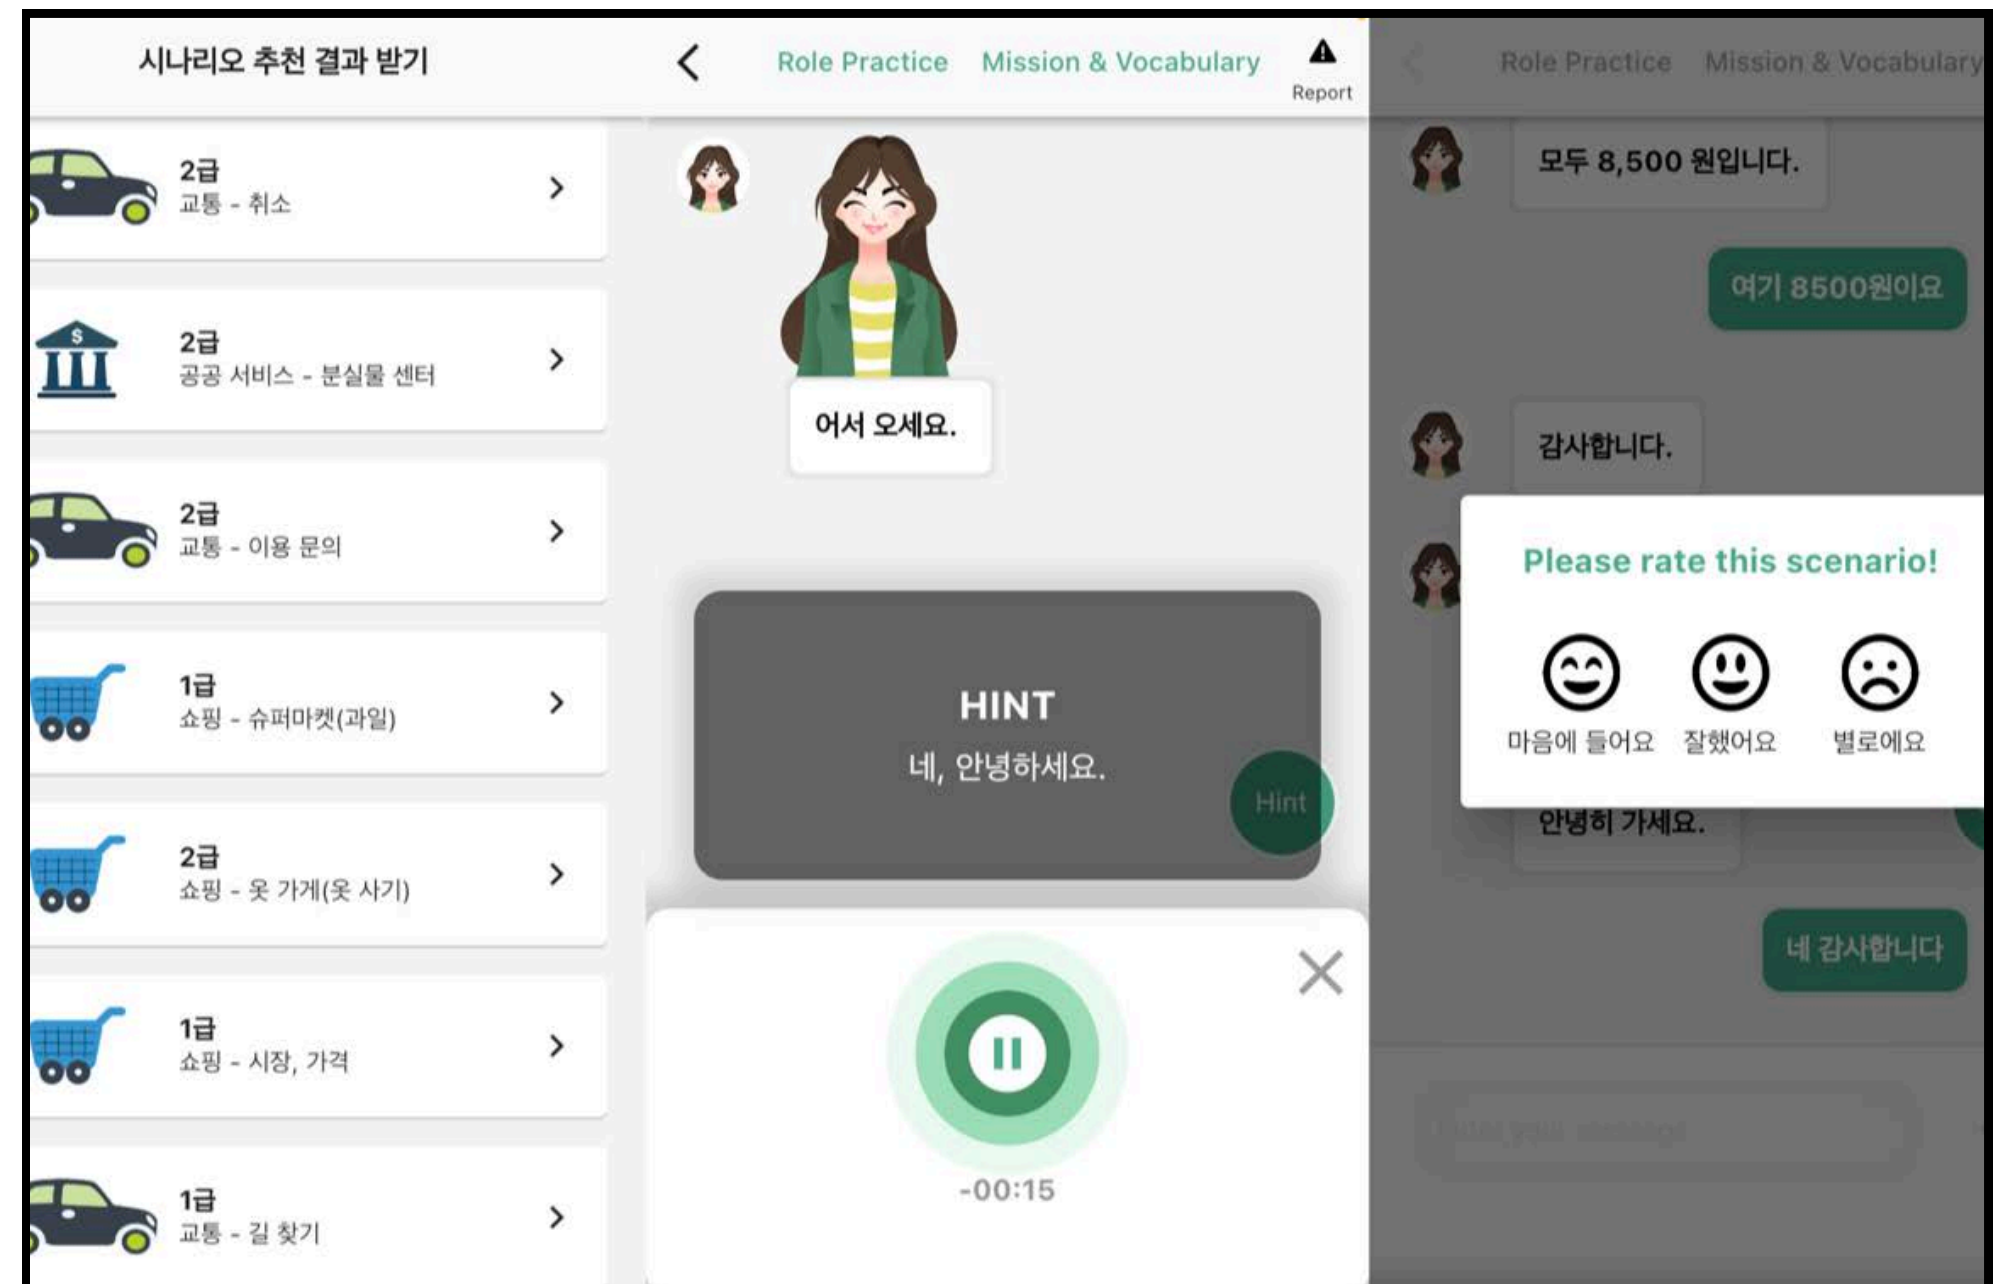 시나리오 추천 결과 받기
2급
교통 - 취소
2급
공공 서비스 - 분실물 센터
2급
교통 - 이용 문의
1급
쇼핑 - 슈퍼마켓(과일)
2급
쇼핑 - 옷 가게(옷 사기)
1급
쇼핑 - 시장, 가격
1급
교통 - 길 찾기
Role Practice Mission & Vocabulary
Report
어서 오세요.
HINT
네, 안녕하세요.
Hint
-00:15
Role Practice Mission & Vocabulary
모두 8,500 원입니다.
여기 8500원이요
감사합니다.
Please rate this scenario!
마음에 들어요 잘했어요 별로에요
안녕히 가세요.
네 감사합니다
Enter your message